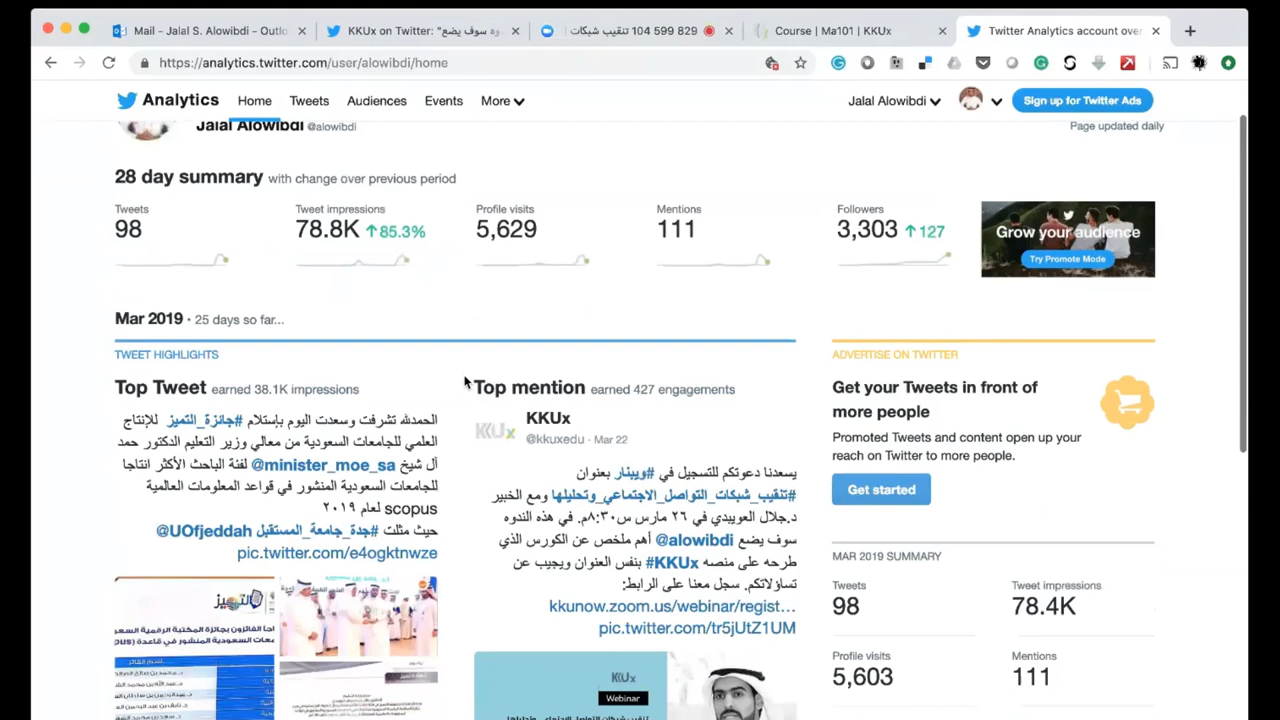 Mail - Jalal S. Alowibdi - Outlo
KKUx on Twitter: "وه سوف يضع
تنقيب شبكات 104 599 829
Course | Ma101 | KKUx
Twitter Analytics account over
https://analytics.twitter.com/user/alowibdi/home
Analytics
Home
Tweets
Audiences
Events
More
Jalal Alowibdi
Sign up for Twitter Ads
Jalal Alowibdi @alowibdi
Page updated daily
28 day summary with change over previous period
Tweets
98
Tweet impressions
78.8K ↑85.3%
Profile visits
5,629
Mentions
111
Followers
3,303 ↑127
Grow your audience
Try Promote Mode
Mar 2019 • 25 days so far...
TWEET HIGHLIGHTS
Top Tweet earned 38.1K impressions
الحمدلله تشرفت وسعدت اليوم بإستلام #جائزة_التميز للإنتاج
العلمي للجامعات السعودية من معالي وزير التعليم الدكتور حمد
آل شيخ @minister_moe_sa لفئة الباحث الأكثر انتاجا
للجامعات السعودية المنشور في قواعد المعلومات العالمية
scopus لعام ٢٠١٩
حيث مثلت #جدة_جامعة_المستقبل @UOfjeddah
pic.twitter.com/e4ogktnwze
التميز
Top mention earned 427 engagements
KKUx
KKUx
@kkuxedu · Mar 22
يسعدنا دعوتكم للتسجيل في #ويبنار بعنوان
#تنقيب_شبكات_التواصل_الاجتماعي_وتحليلها ومع الخبير
د.جلال العويبدي في ٢٦ مارس س٨:٣٠م. في هذه الندوه
سوف يضع @alowibdi أهم ملخص عن الكورس الذي
طرحه على منصه #KKUx بنفس العنوان ويجيب عن
تساؤلاتكم. سجل معنا على الرابط:
kkunow.zoom.us/webinar/regist…
pic.twitter.com/tr5jUtZ1UM
KKUx
Webinar
ADVERTISE ON TWITTER
Get your Tweets in front of
more people
Promoted Tweets and content open up your
reach on Twitter to more people.
Get started
MAR 2019 SUMMARY
Tweets
98
Tweet impressions
78.4K
Profile visits
5,603
Mentions
111